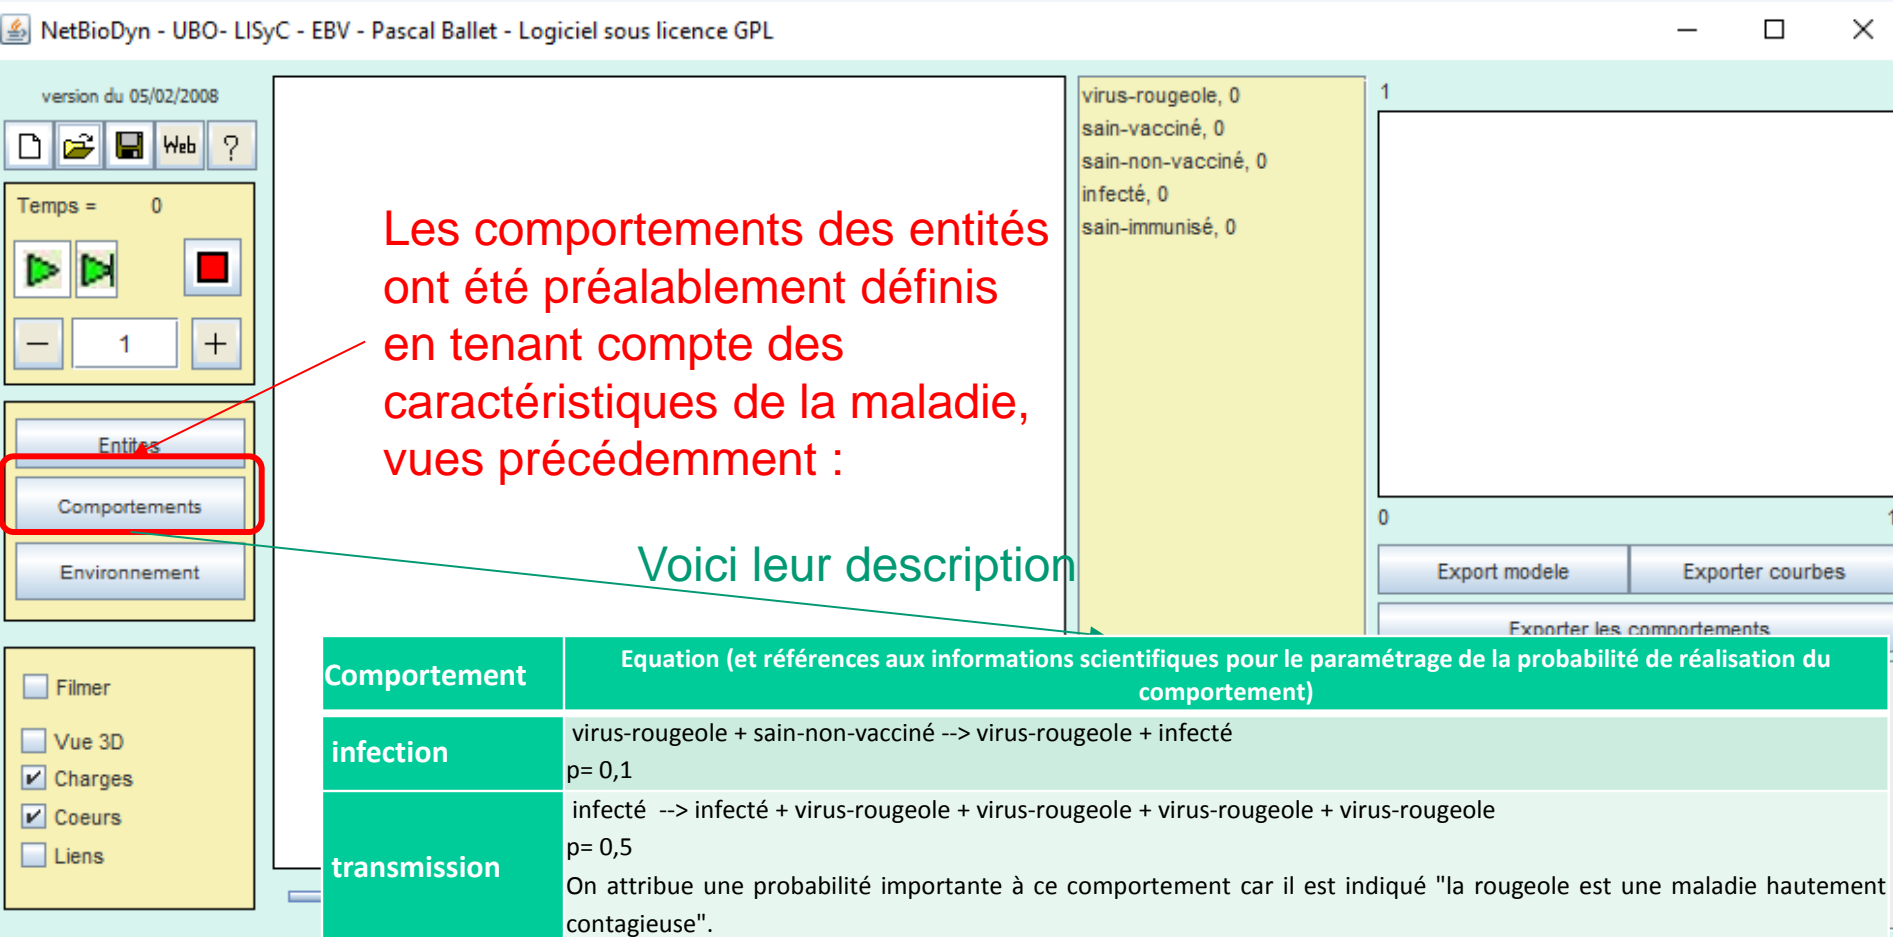 NetBioDyn - UBO- LISyC - EBV - Pascal Ballet - Logiciel sous licence GPL
version du 05/02/2008
Web ?
Temps = 0
1
Entites
Comportements
Environnement
Filmer
Vue 3D
Charges
Coeurs
Liens
Les comportements des entités
ont été préalablement définis
en tenant compte des
caractéristiques de la maladie,
vues précédemment :
Voici leur description
virus-rougeole, 0
sain-vacciné, 0
sain-non-vacciné, 0
infecté, 0
sain-immunisé, 0
1
0 1
Export modele Exporter courbes
Exporter les comportements
Comportement
Equation (et références aux informations scientifiques pour le paramétrage de la probabilité de réalisation du
comportement)
infection
virus-rougeole + sain-non-vacciné --> virus-rougeole + infecté
p= 0,1
transmission
infecté --> infecté + virus-rougeole + virus-rougeole + virus-rougeole + virus-rougeole
p= 0,5
On attribue une probabilité importante à ce comportement car il est indiqué "la rougeole est une maladie hautement
contagieuse".